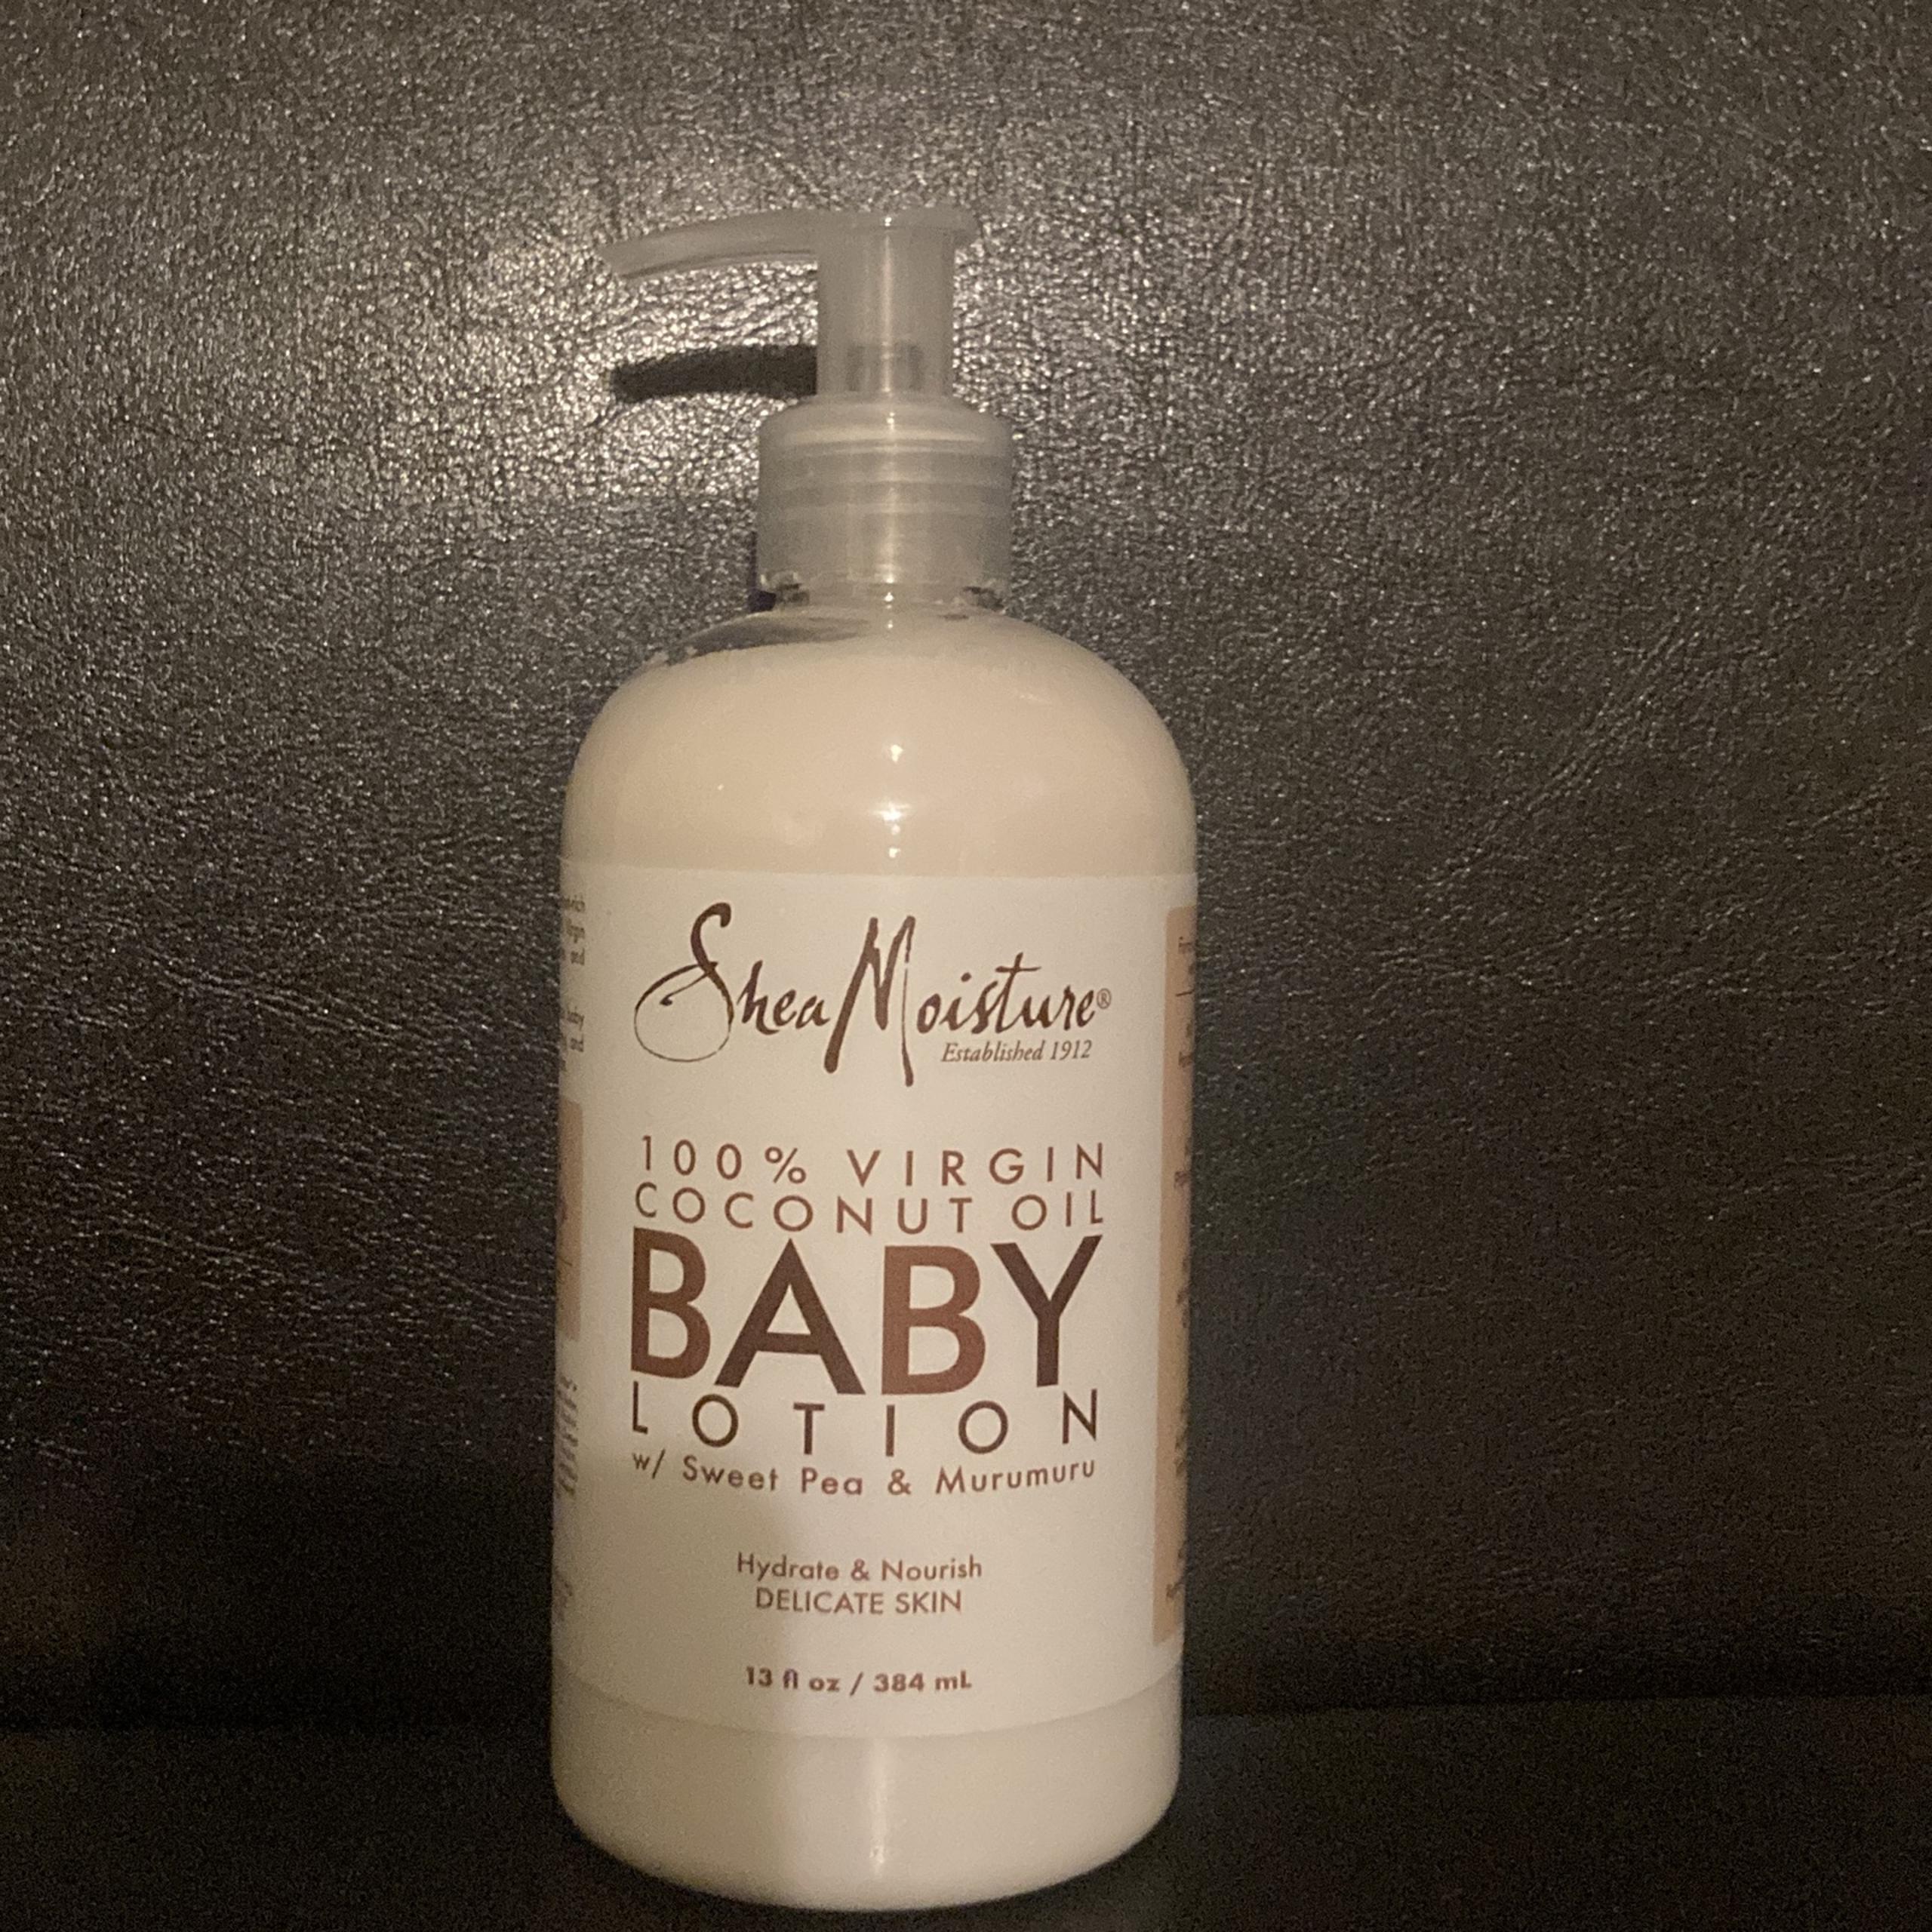 SheaMoisture®
Established 1912
100% VIRGIN
COCONUT OIL
BABY
LOTION
w/ Sweet Pea & Murumuru
Hydrate & Nourish
DELICATE SKIN
13 fl oz / 384 mL